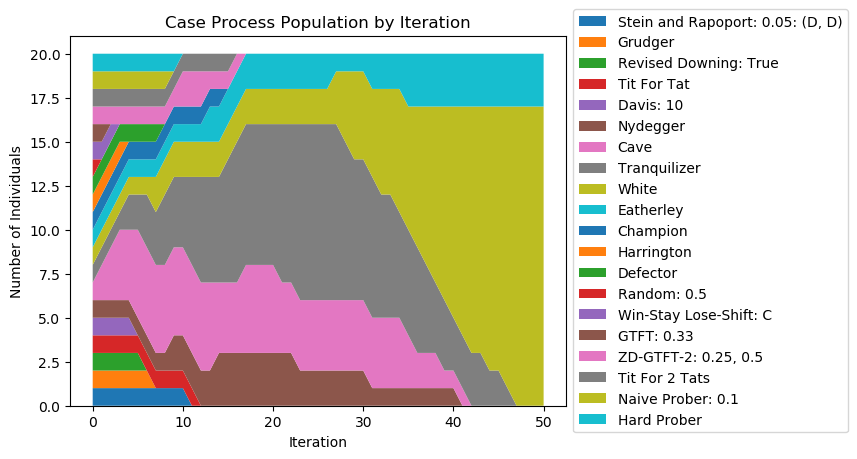 Case Process Population by Iteration
20.0
17.5
15.0
12.5
10.0
7.5
5.0
2.5
0.0
Number of Individuals
0
10
20
30
40
50
Iteration
Stein and Rapoport: 0.05: (D, D)
Grudger
Revised Downing: True
Tit For Tat
Davis: 10
Nydegger
Cave
Tranquilizer
White
Eatherley
Champion
Harrington
Defector
Random: 0.5
Win-Stay Lose-Shift: C
GTFT: 0.33
ZD-GTFT-2: 0.25, 0.5
Tit For 2 Tats
Naive Prober: 0.1
Hard Prober